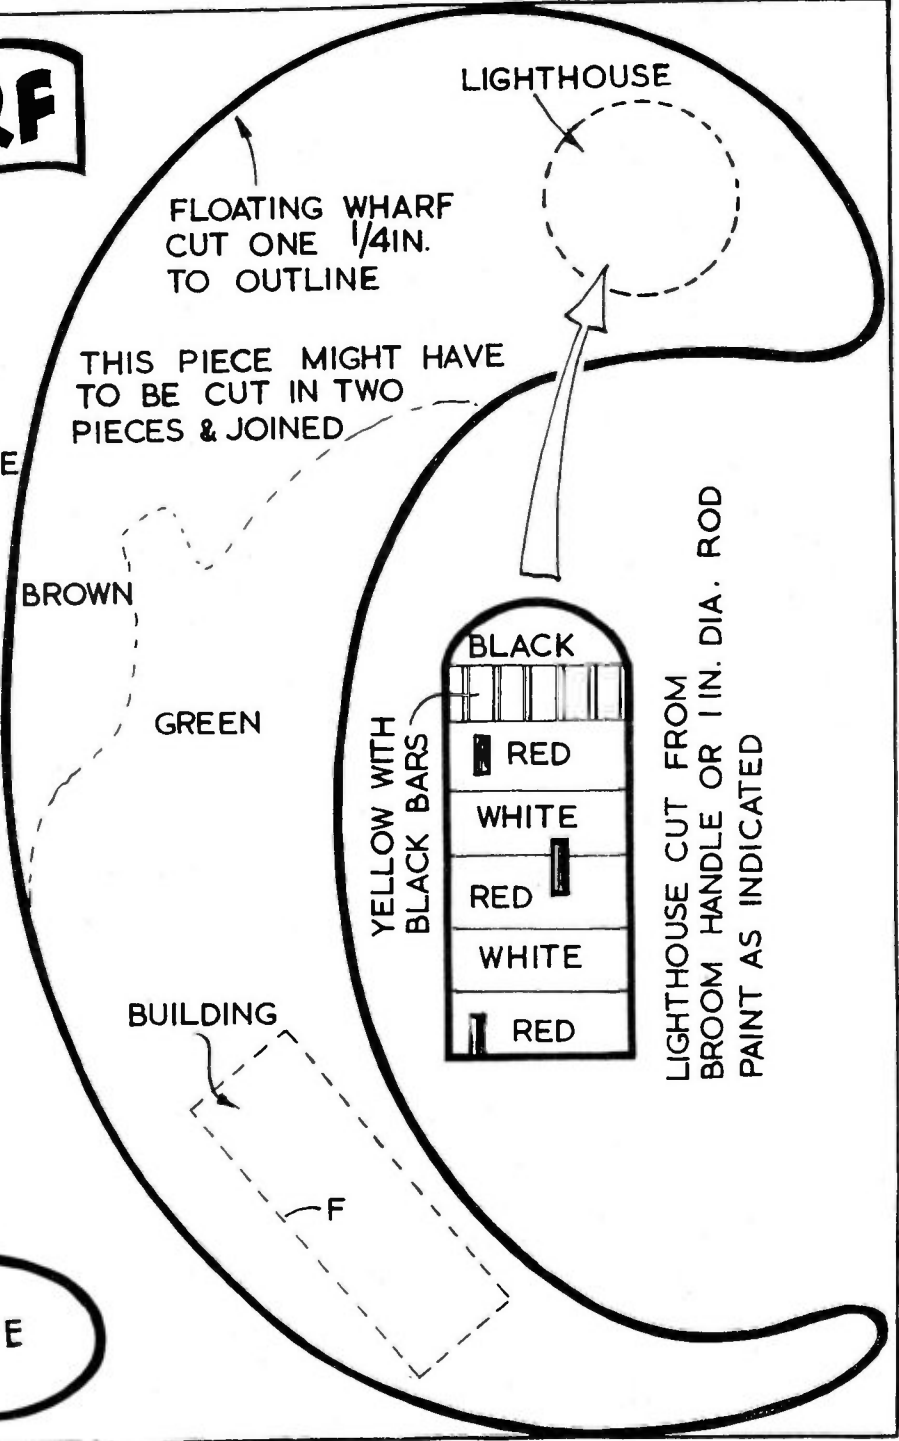 RF
LIGHTHOUSE
FLOATING WHARF
CUT ONE 1/4IN.
TO OUTLINE
THIS PIECE MIGHT HAVE
TO BE CUT IN TWO
PIECES & JOINED
E
BROWN
GREEN
BLACK
YELLOW WITH
BLACK BARS
RED
WHITE
RED
WHITE
RED
LIGHTHOUSE CUT FROM
BROOM HANDLE OR 1 IN. DIA. ROD
PAINT AS INDICATED
BUILDING
F
E